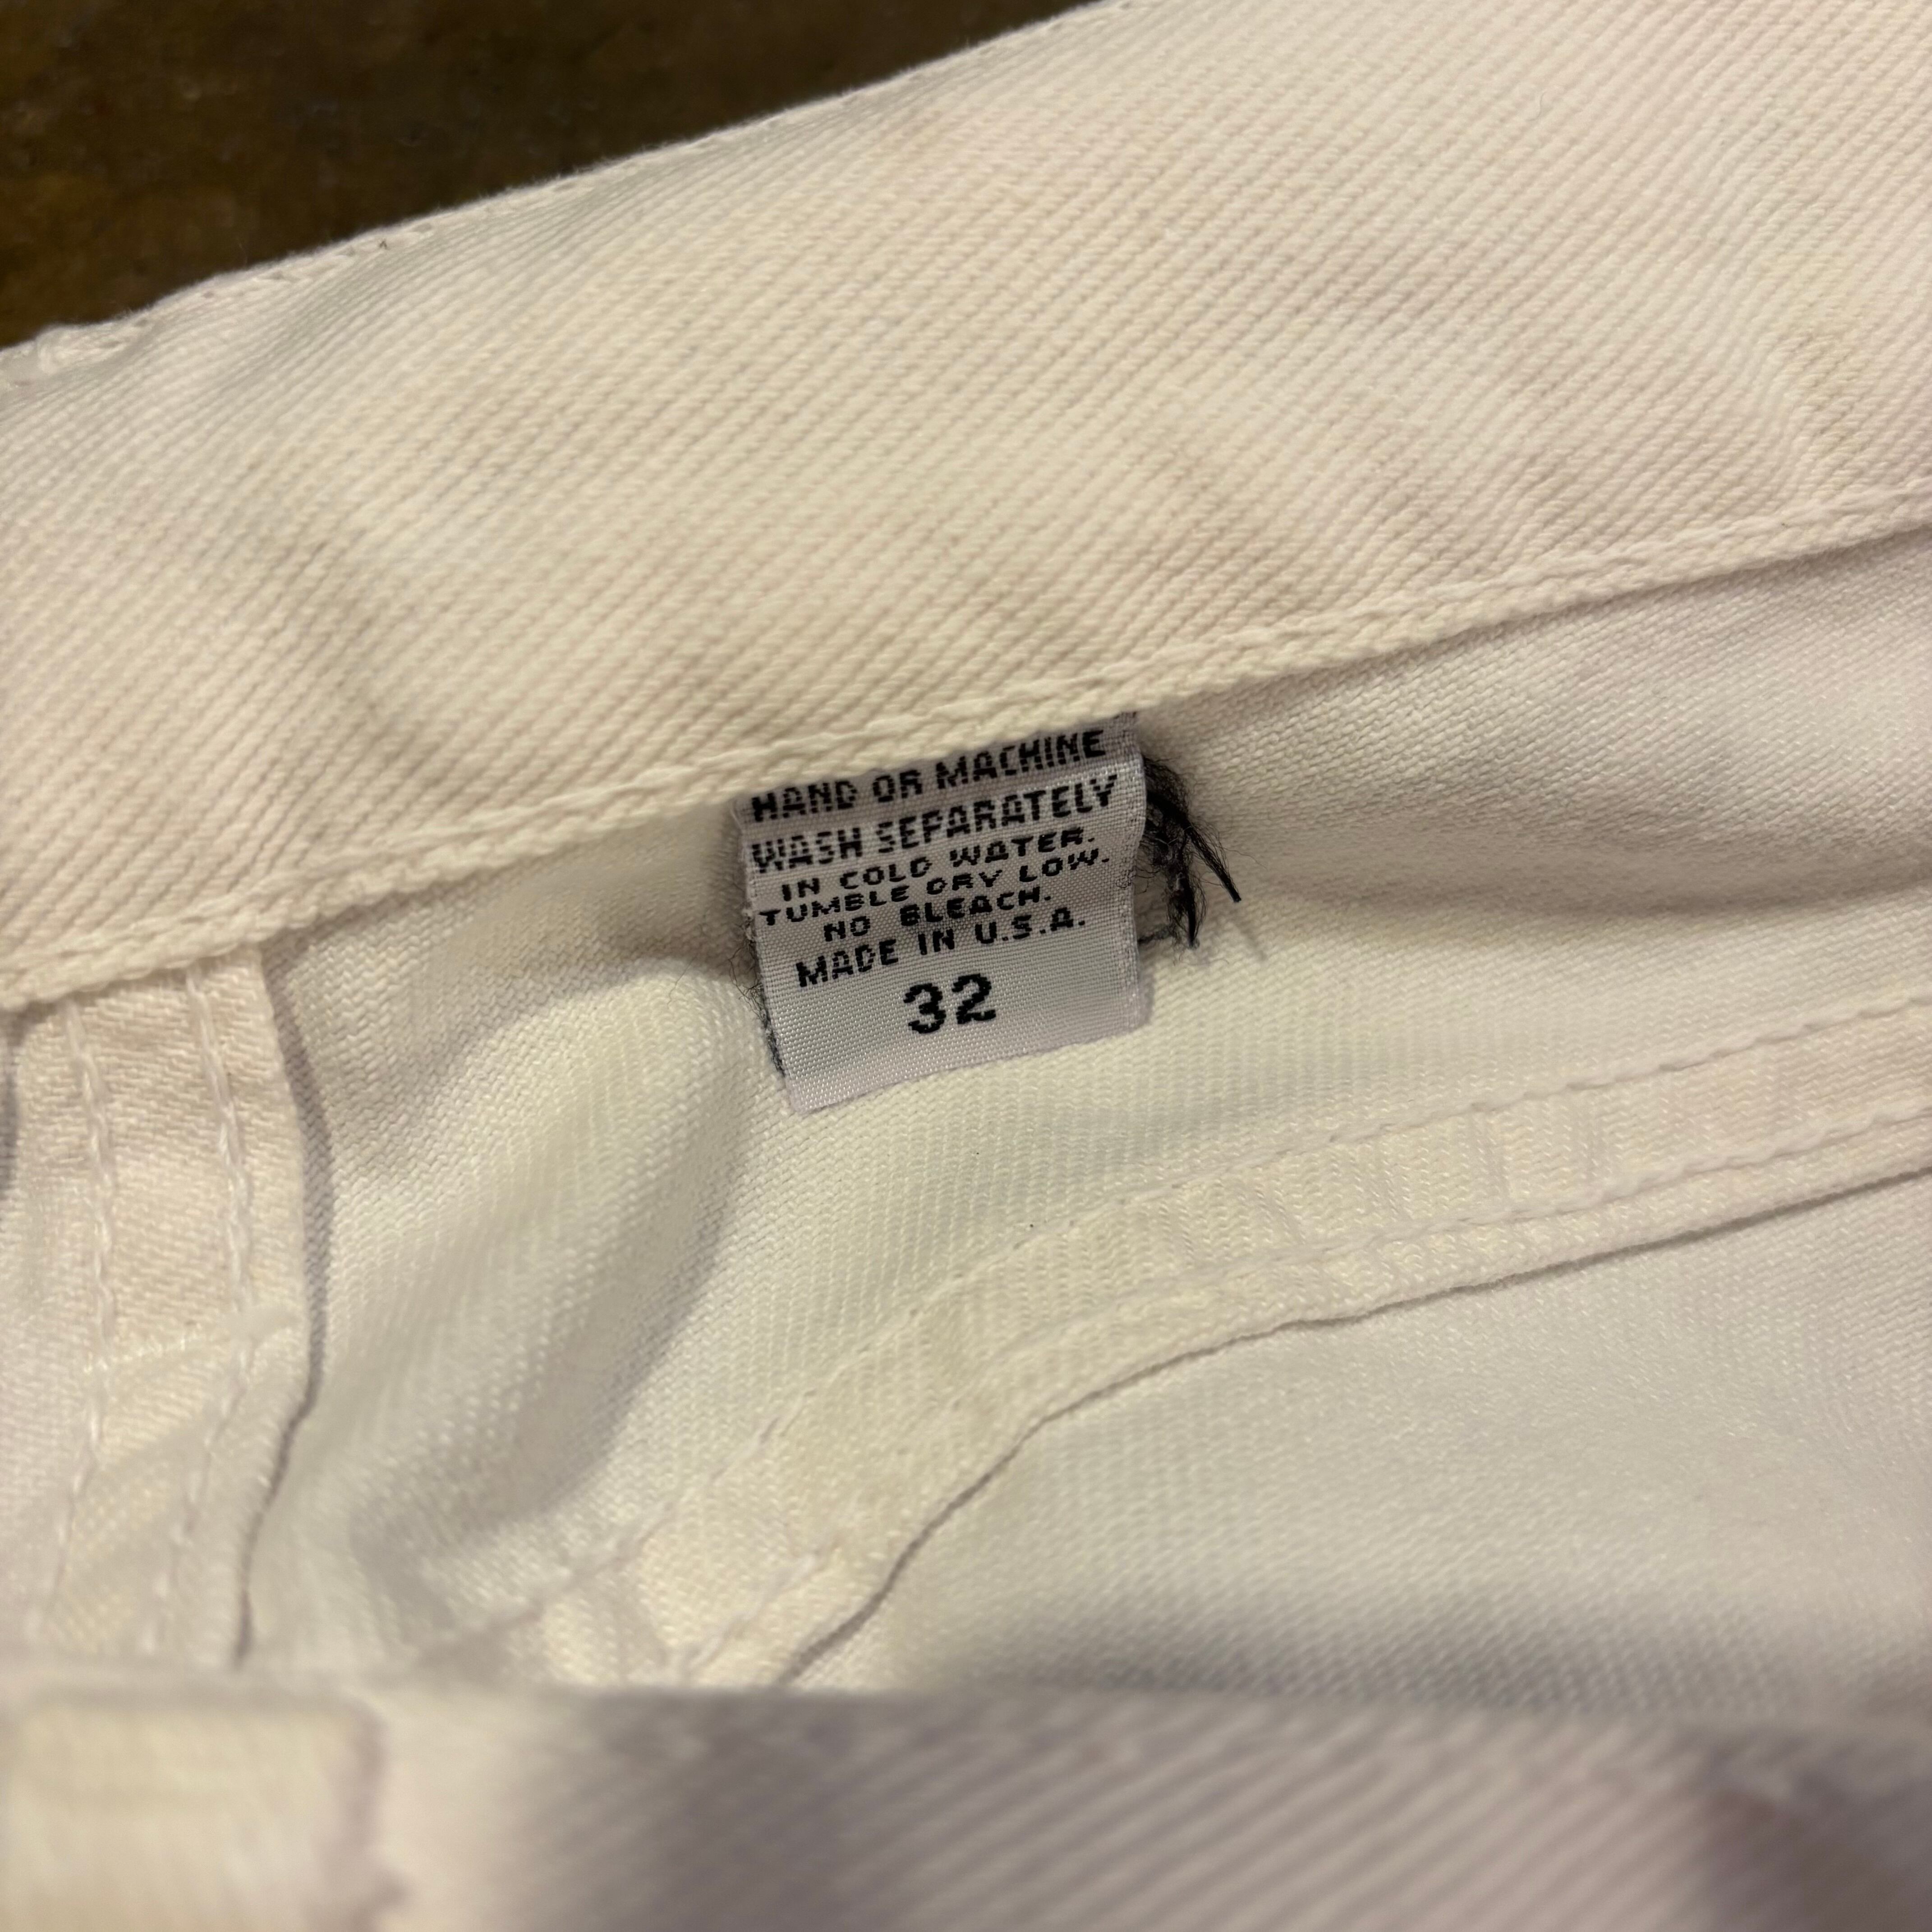 HAND OR MACHINE
WASH SEPARATELY
IN COLD WATER.
TUMBLE DRY LOW.
NO BLEACH.
MADE IN U.S.A.
32